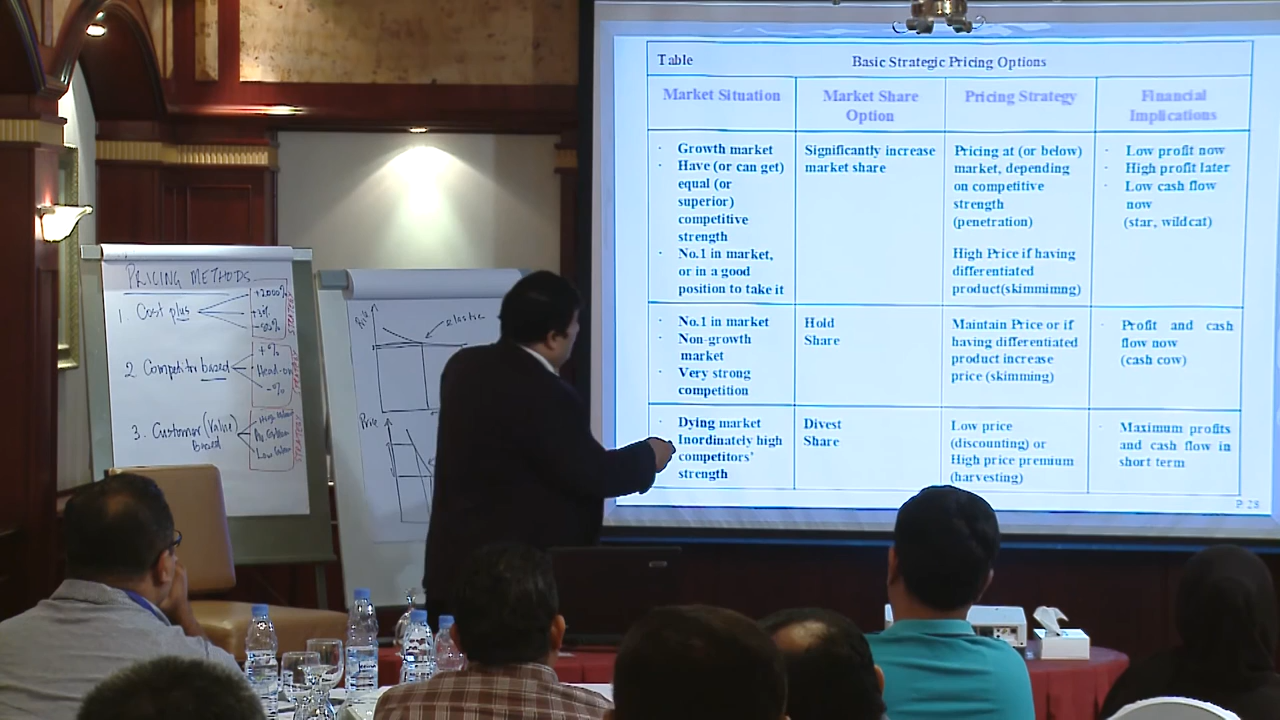 PRICING METHODS
1. Cost plus
+2000%
+3%
-50%
STRATEGY
2 Competitor based
+%
Head-on
-%
3. Customer (Value)
Based
STRATEGY
Price
elastic
Price
Table
Basic Strategic Pricing Options
Market Situation
Market Share
Option
Pricing Strategy
Financial
Implications
· Growth market
· Have (or can get)
equal (or
superior)
competitive
strength
· No.1 in market,
or in a good
position to take it
Significantly increase
market share
Pricing at (or below)
market, depending
on competitive
strength
(penetration)
High Price if having
differentiated
product(skimmimng)
· Low profit now
· High profit later
· Low cash flow
now
(star, wildcat)
· No.1 in market
· Non-growth
market
· Very strong
competition
Hold
Share
Maintain Price or if
having differentiated
product increase
price (skimming)
· Profit and cash
flow now
(cash cow)
· Dying market
· Inordinately high
competitors'
strength
Divest
Share
Low price
(discounting) or
High price premium
(harvesting)
· Maximum profits
and cash flow in
short term
P 28